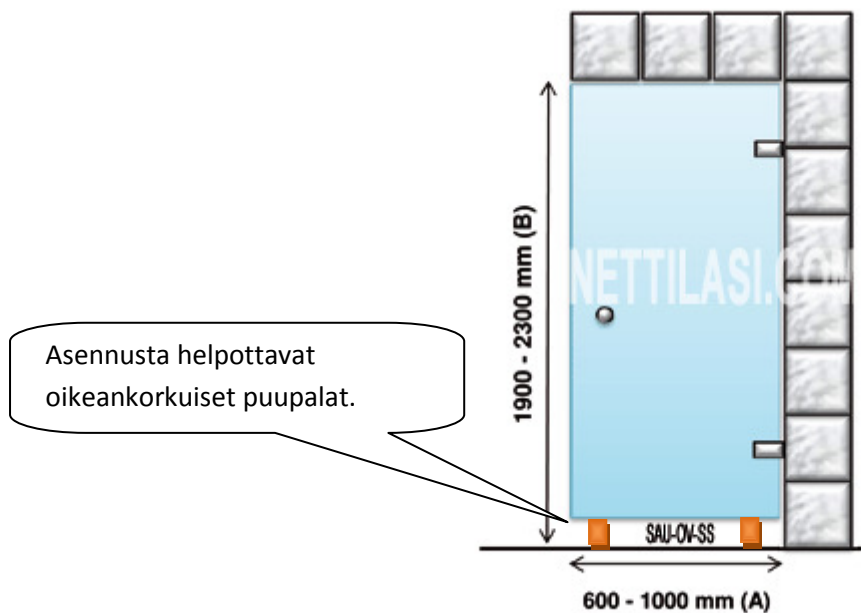 NETTILASI.COM
1900 - 2300 mm (B)
Asennusta helpottavat
oikeankorkuiset puupalat.
SAU-OV-SS
600 - 1000 mm (A)